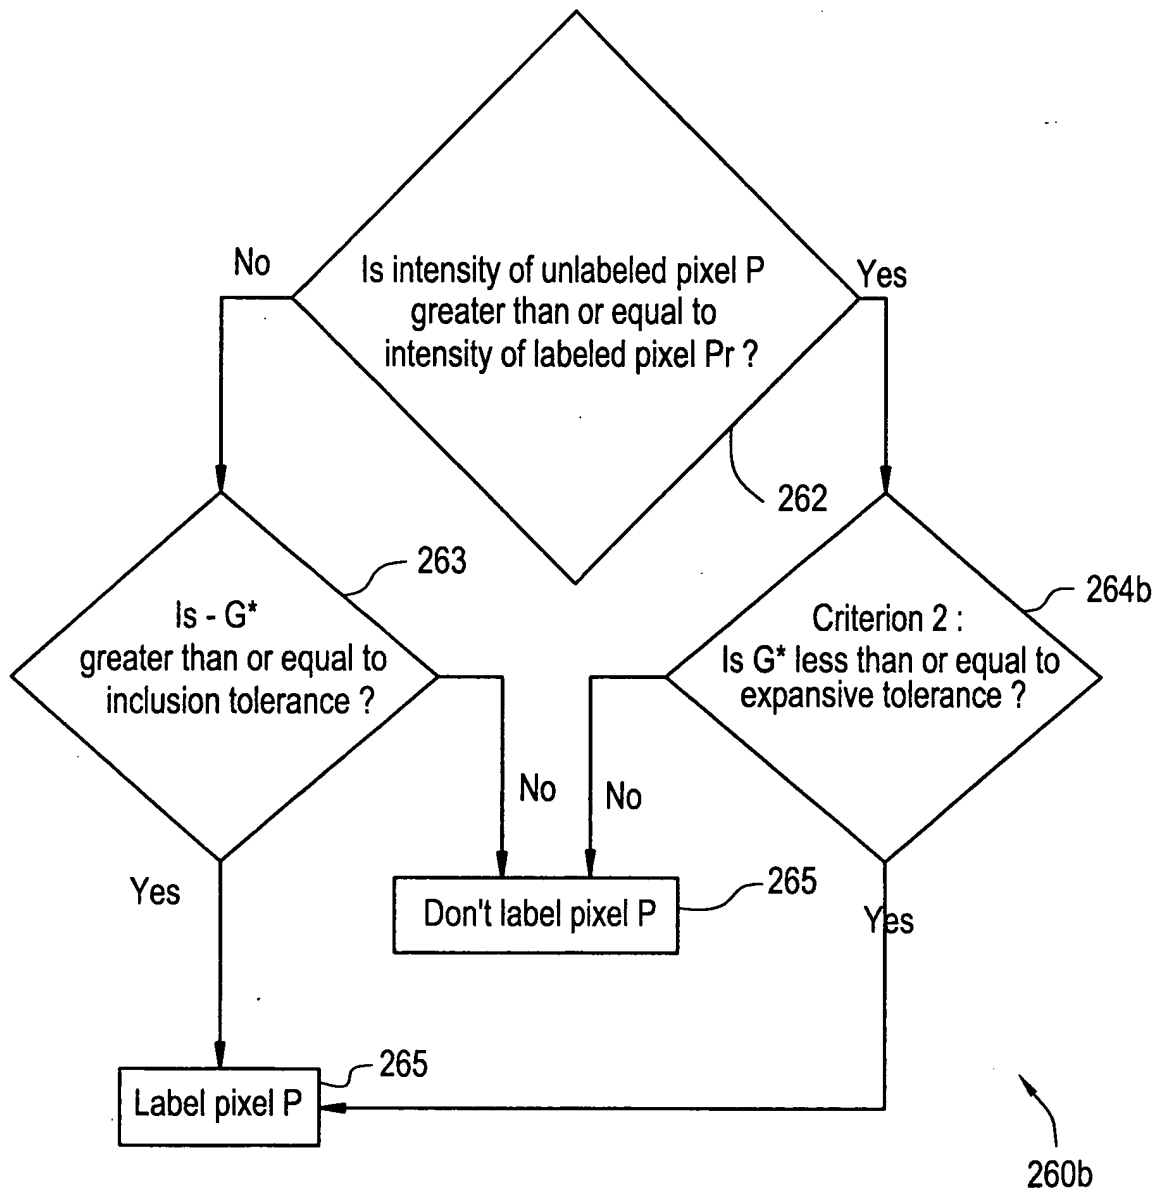 No
Is intensity of unlabeled pixel P
greater than or equal to
intensity of labeled pixel Pr ?
Yes
262
263
Is - G*
greater than or equal to
inclusion tolerance ?
264b
Criterion 2 :
Is G* less than or equal to
expansive tolerance ?
No
No
Yes
Don't label pixel P
265
Yes
Label pixel P
265
260b